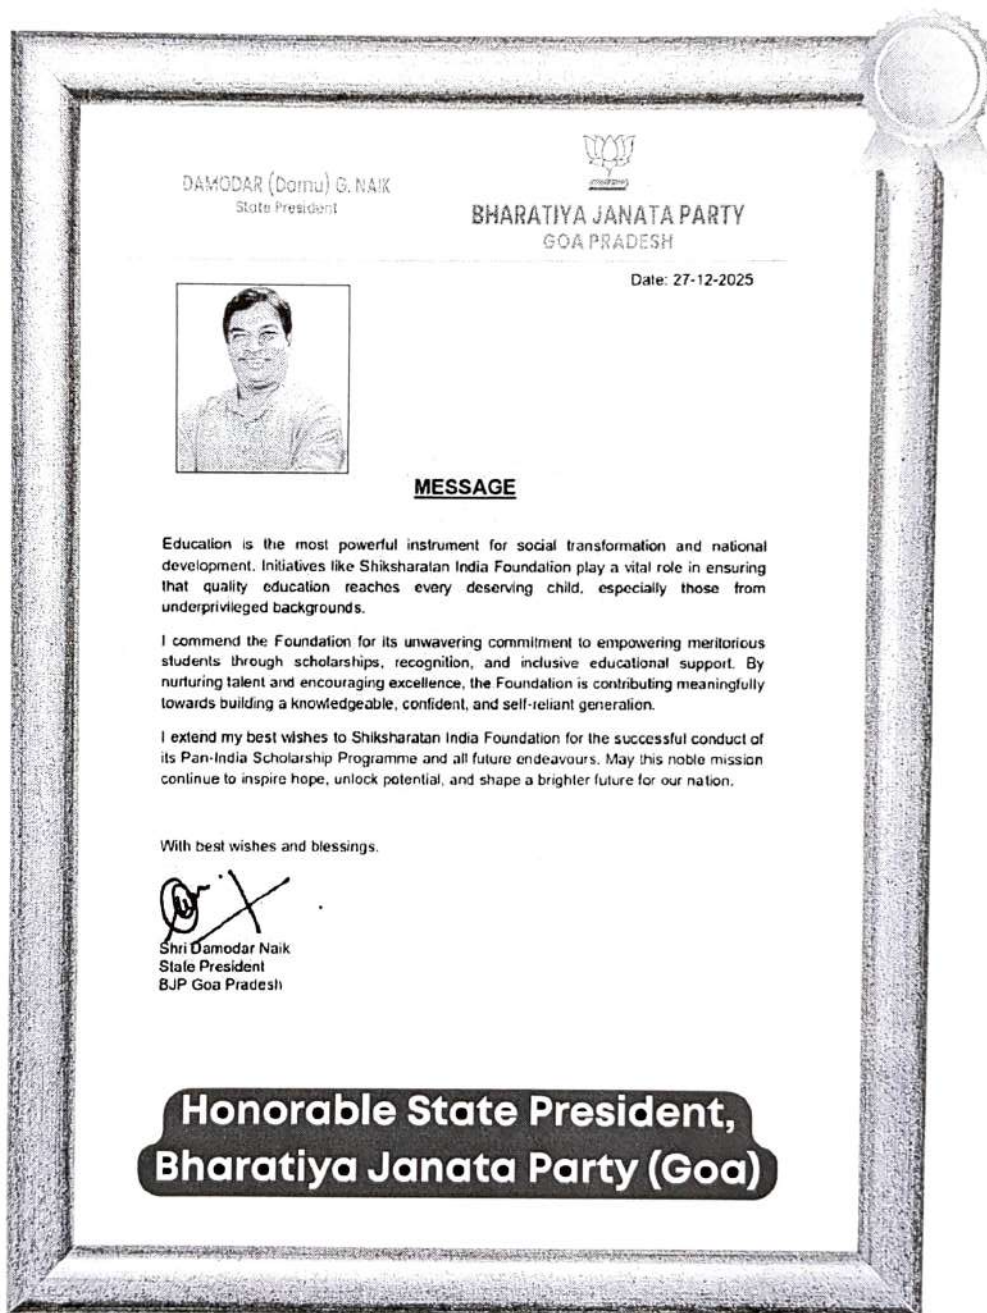 DAMODAR (Damu) G. NAIK
State President
BHARATIYA JANATA PARTY
GOA PRADESH
Date: 27-12-2025
MESSAGE
Education is the most powerful instrument for social transformation and national
development. Initiatives like Shiksharatan India Foundation play a vital role in ensuring
that quality education reaches every deserving child, especially those from
underprivileged backgrounds.
I commend the Foundation for its unwavering commitment to empowering meritorious
students through scholarships, recognition, and inclusive educational support. By
nurturing talent and encouraging excellence, the Foundation is contributing meaningfully
towards building a knowledgeable, confident, and self-reliant generation.
I extend my best wishes to Shiksharatan India Foundation for the successful conduct of
its Pan-India Scholarship Programme and all future endeavours. May this noble mission
continue to inspire hope, unlock potential, and shape a brighter future for our nation.
With best wishes and blessings.
Shri Damodar Naik
State President
BJP Goa Pradesh
Honorable State President,
Bharatiya Janata Party (Goa)